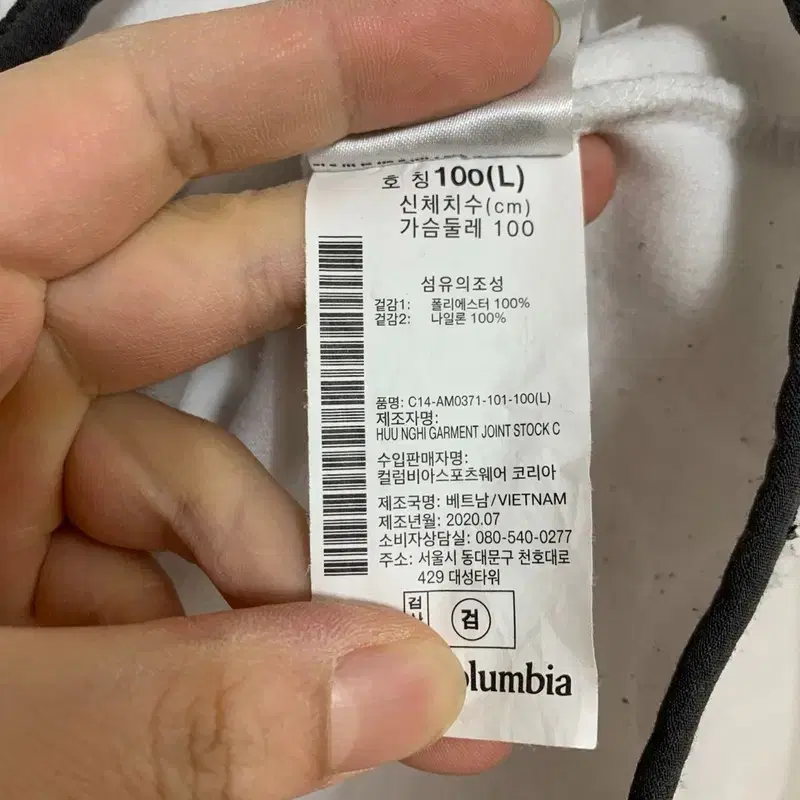 호 칭 100(L)
신체치수(cm)
가슴둘레 100
섬유의조성
겉감1: 폴리에스터 100%
겉감2: 나일론 100%
품명: C14-AM0371-101-100(L)
제조자명:
HUU NGHI GARMENT JOINT STOCK C
수입판매자명:
컬럼비아스포츠웨어 코리아
제조국명: 베트남/VIETNAM
제조년월: 2020.07
소비자상담실: 080-540-0277
주소: 서울시 동대문구 천호대로
429 대성타워
검